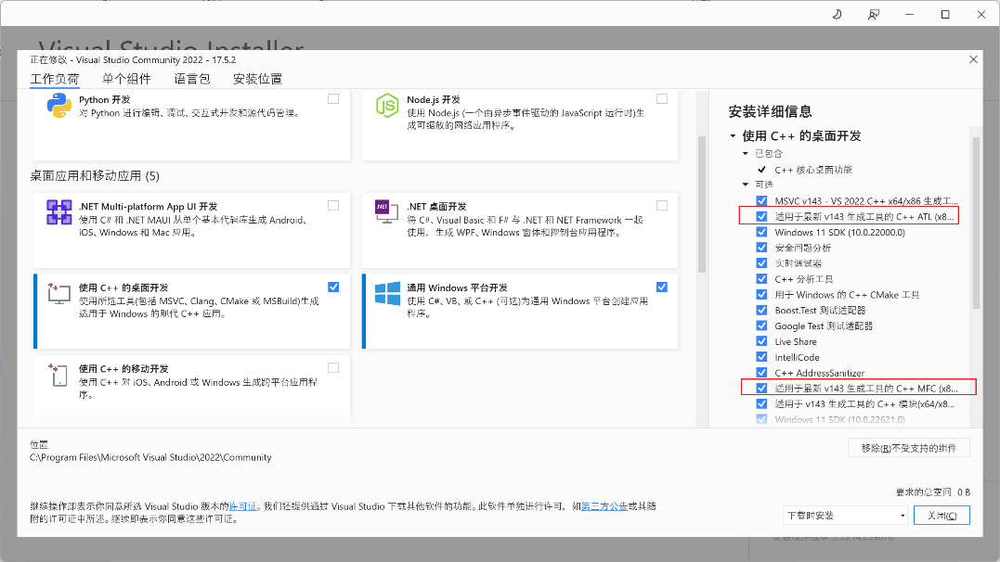 Visual Studio Installer
正在修改 - Visual Studio Community 2022 - 17.5.2
工作负荷 单个组件 语言包 安装位置
Python 开发
对 Python 进行编辑、调试、交互式开发和源代码管理。
Node.js 开发
使用 Node.js (一个由异步事件驱动的 JavaScript 运行时)生
成可缩放的网络应用程序。
桌面应用和移动应用 (5)
.NET Multi-platform App UI 开发
使用 C# 和 .NET MAUI 从单个基本代码库生成 Android、
iOS、Windows 和 Mac 应用。
.NET
.NET 桌面开发
将 C#、Visual Basic 和 F# 与 .NET 和 NET Framework 一起
使用，生成 WPF、Windows 窗体和控制台应用程序。
使用 C++ 的桌面开发
使用所选工具(包括 MSVC、Clang、CMake 或 MSBuild)生成
适用于 Windows 的现代 C++ 应用。
通用 Windows 平台开发
使用 C#、VB、或 C++ (可选)为通用 Windows 平台创建应用
程序。
使用 C++ 的移动开发
使用 C++ 对 iOS、Android 或 Windows 生成跨平台应用程
序。
安装详细信息
使用 C++ 的桌面开发
已包含
C++ 核心桌面功能
可选
MSVC v143 - VS 2022 C++ x64/x86 生成工...
适用于最新 v143 生成工具的 C++ ATL (x8...
Windows 11 SDK (10.0.22000.0)
安全问题分析
实时调试器
C++ 分析工具
用于 Windows 的 C++ CMake 工具
Boost.Test 测试适配器
Google Test 测试适配器
Live Share
IntelliCode
C++ AddressSanitizer
适用于最新 v143 生成工具的 C++ MFC (x8...
适用于 v143 生成工具的 C++ 模块(x64/x8...
Windows 11 SDK (10.0.22621.0)
位置
C:\Program Files\Microsoft Visual Studio\2022\Community
移除(R)不受支持的组件
要求的总空间 0 B
继续操作即表示你同意所选 Visual Studio 版本的许可证。我们还提供通过 Visual Studio 下载其他软件的功能。此软件单独进行许可，如第三方公告或其随
附的许可证中所述。继续即表示你同意这些许可证。
下载时安装
关闭(C)